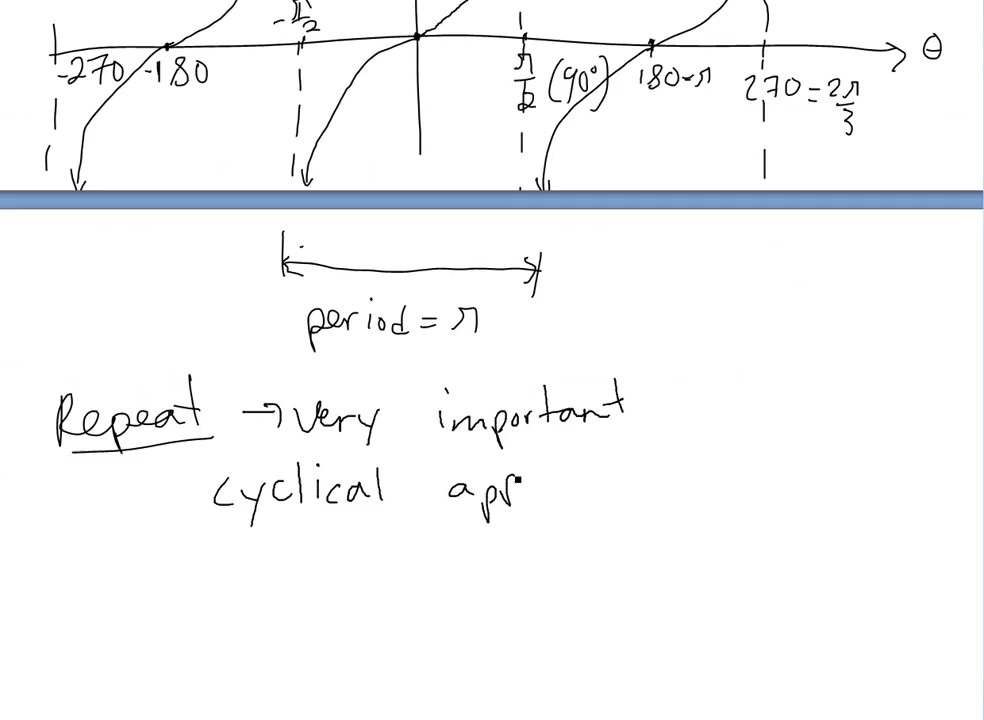 -π/2
θ
-270 -180 π/2 (90°) 180=π 270 = 2π/3
period = π
Repeat → very important
cyclical